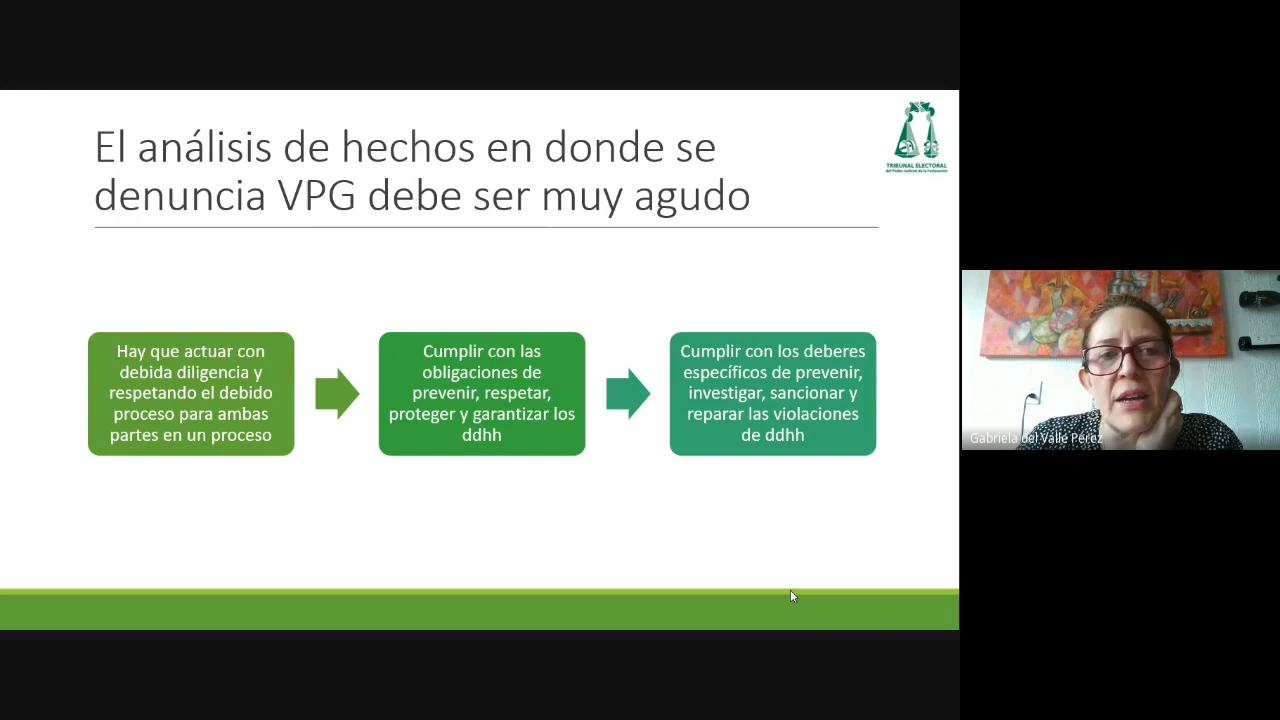 El análisis de hechos en donde se
denuncia VPG debe ser muy agudo
TRIBUNAL ELECTORAL
del Poder Judicial de la Federación
Hay que actuar con
debida diligencia y
respetando el debido
proceso para ambas
partes en un proceso
Cumplir con las
obligaciones de
prevenir, respetar,
proteger y garantizar los
ddhh
Cumplir con los deberes
específicos de prevenir,
investigar, sancionar y
reparar las violaciones
de ddhh
Gabriela del Valle Pérez